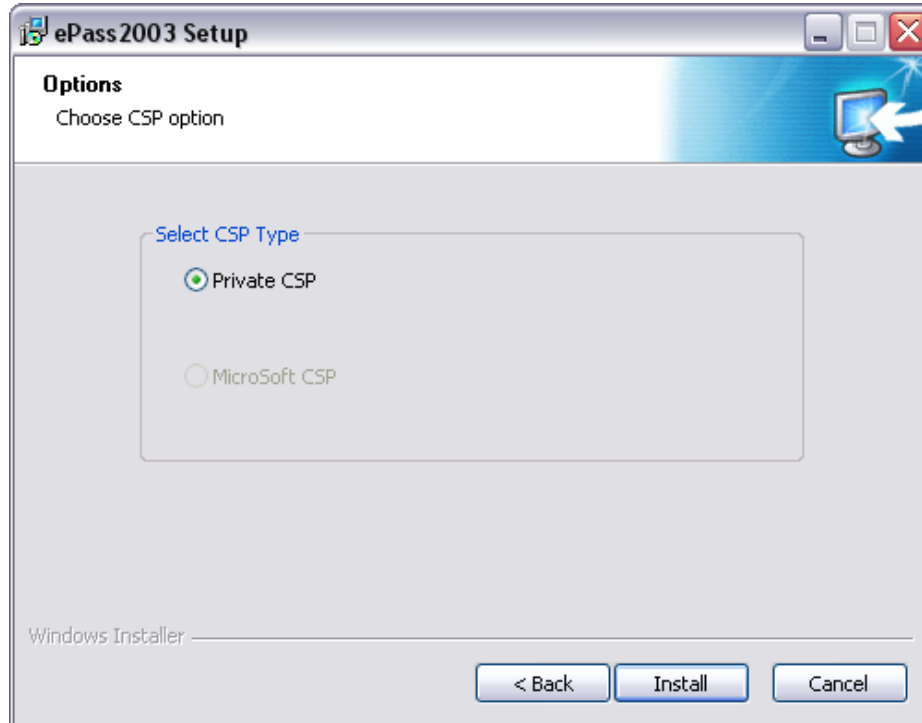 ePass2003 Setup
Options
Choose CSP option
Select CSP Type
Private CSP
MicroSoft CSP
Windows Installer
< Back
Install
Cancel